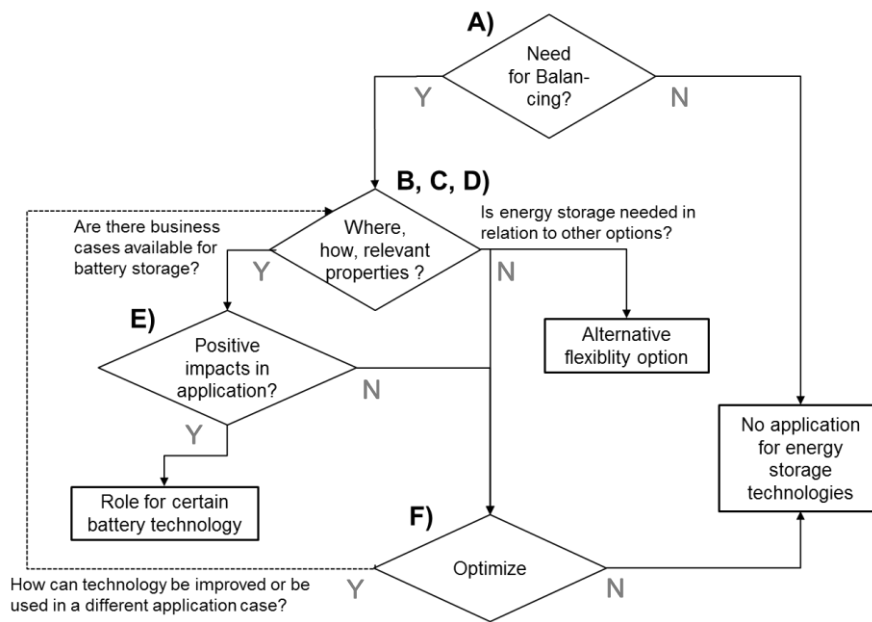 A)
Need
for Balan-
cing?
Y
N
B, C, D)
Are there business
cases available for
battery storage?
Where,
how, relevant
properties ?
Is energy storage needed in
relation to other options?
Y
N
E)
Positive
impacts in
application?
Alternative
flexiblity option
N
Y
No application
for energy
storage
technologies
Role for certain
battery technology
F)
Optimize
Y
N
How can technology be improved or be
used in a different application case?